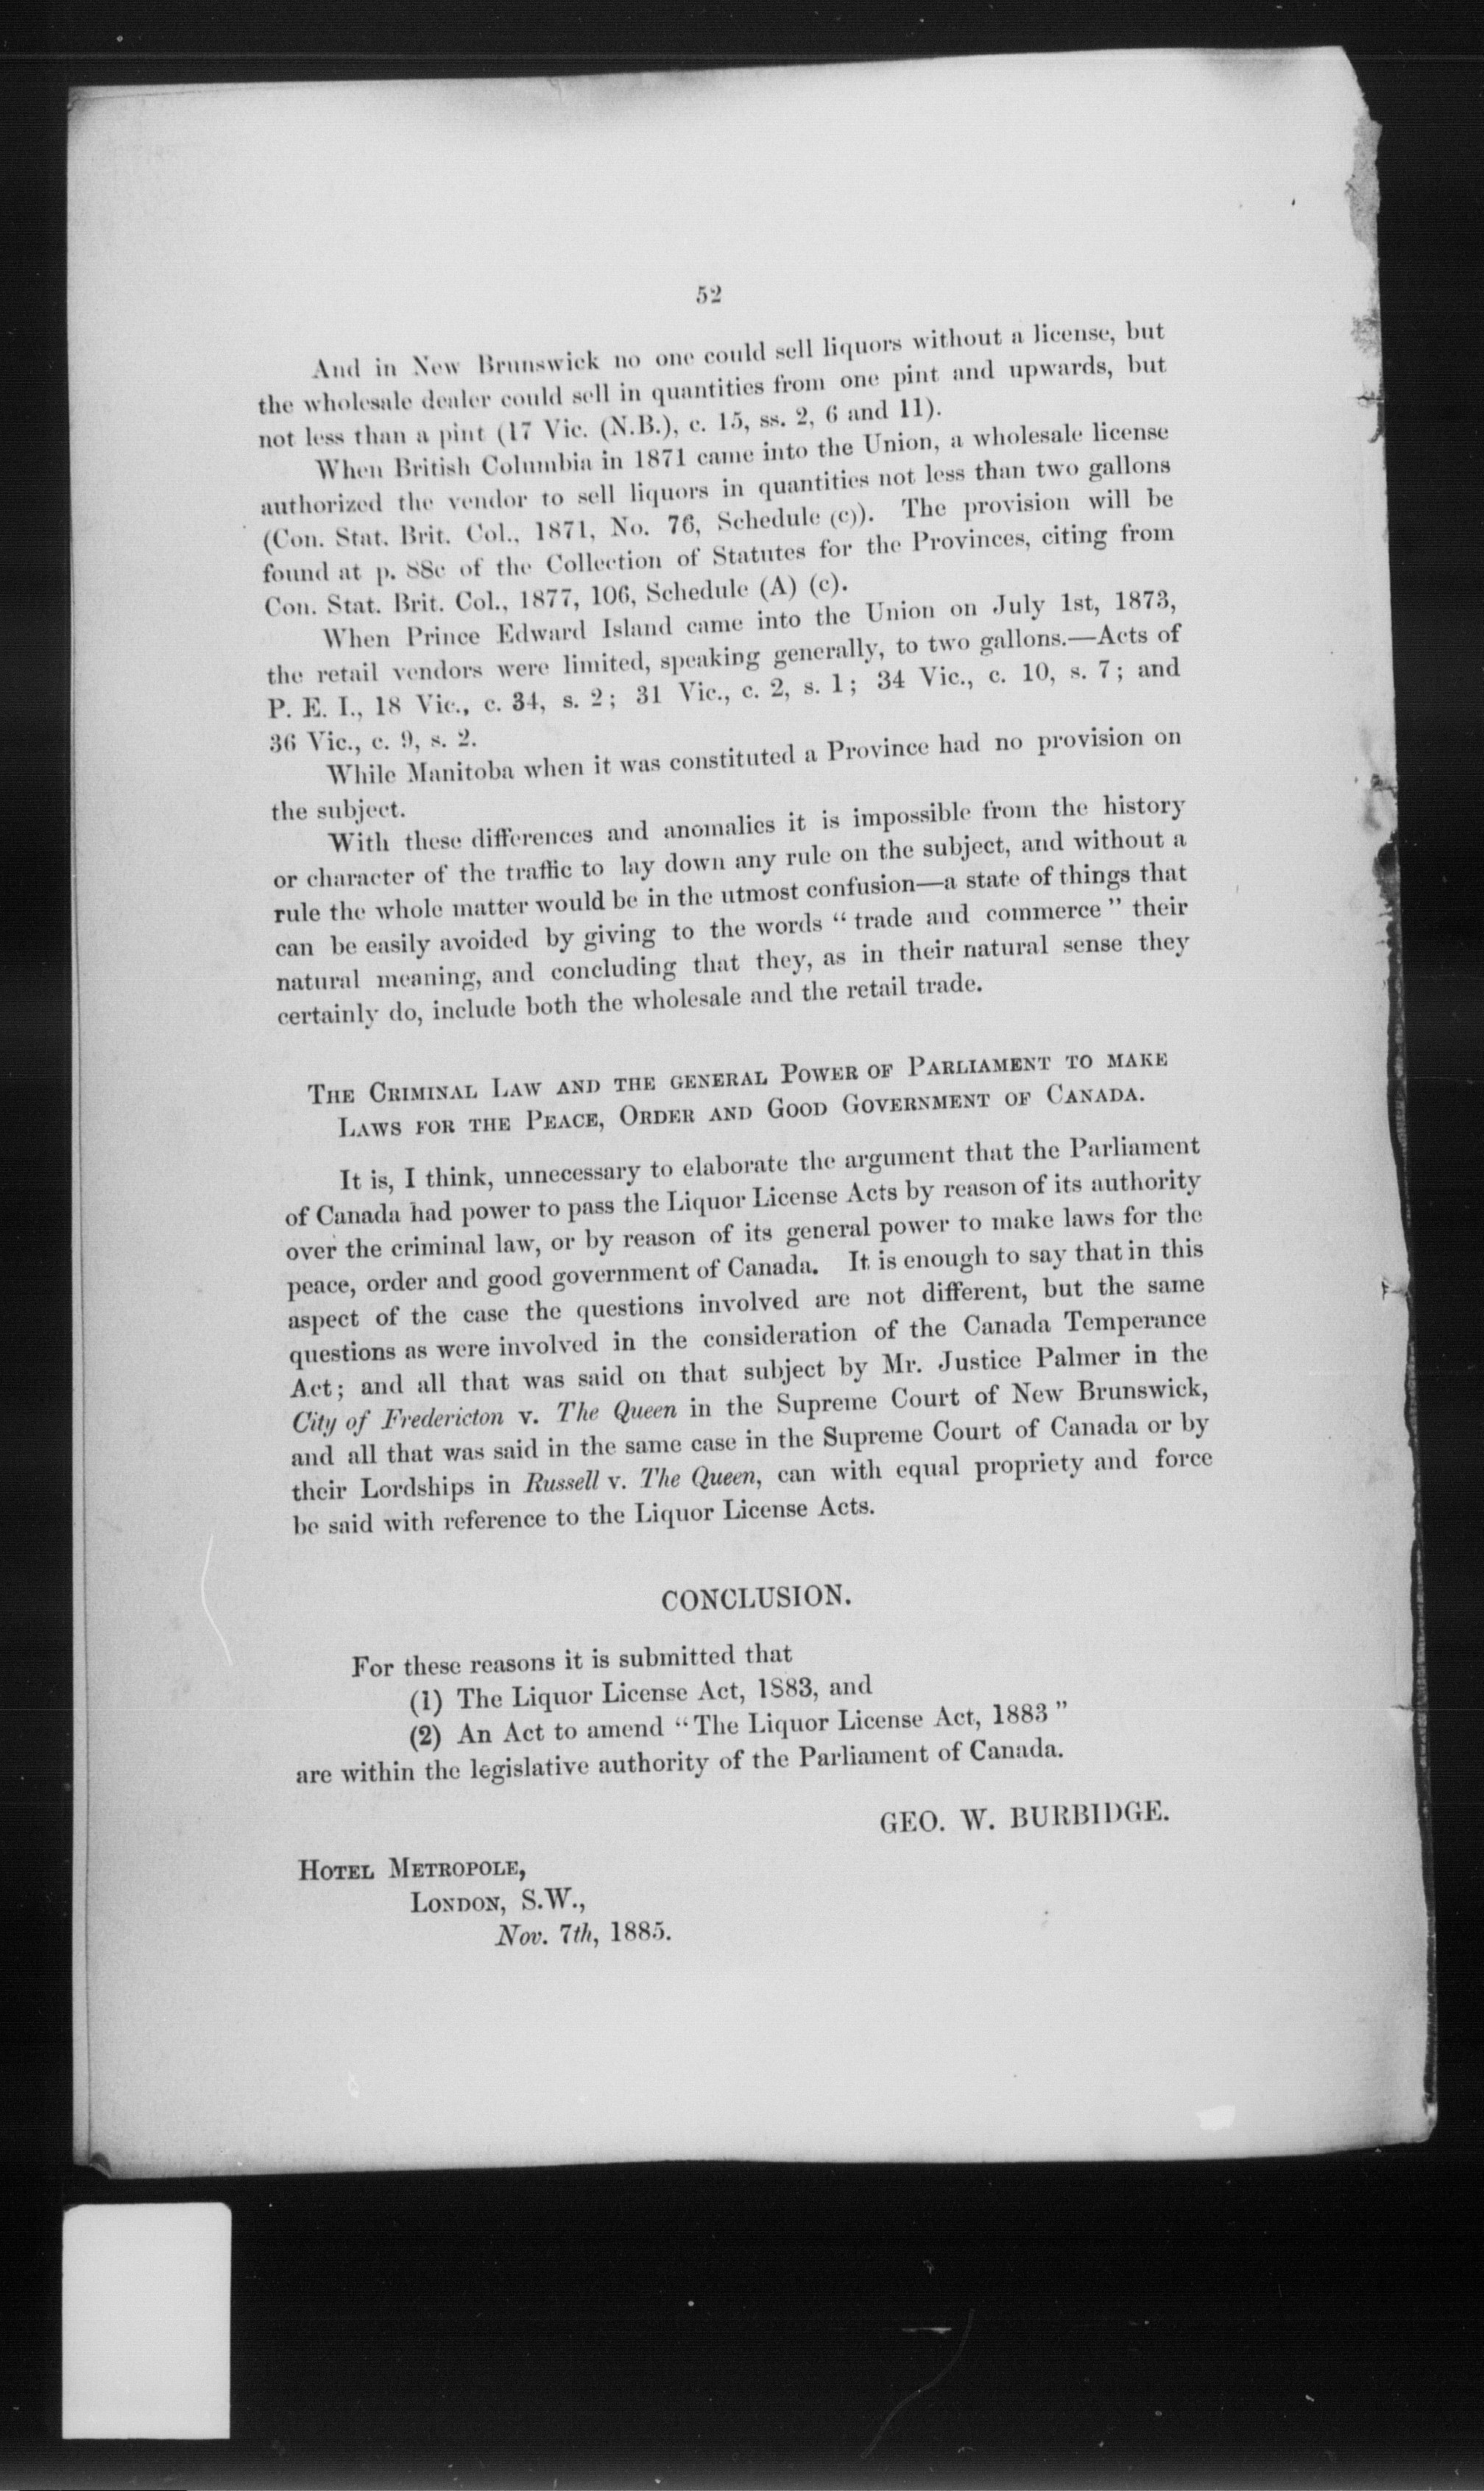 52
And in New Brunswick no one could sell liquors without a license, but
the wholesale dealer could sell in quantities from one pint and upwards, but
not less than a pint (17 Vic. (N.B.), c. 15, ss. 2, 6 and 11).
When British Columbia in 1871 came into the Union, a wholesale license
authorized the vendor to sell liquors in quantities not less than two gallons
(Con. Stat. Brit. Col., 1871, No. 76, Schedule (c)). The provision will be
found at p. 88c of the Collection of Statutes for the Provinces, citing from
Con. Stat. Brit. Col., 1877, 106, Schedule (A) (c).
When Prince Edward Island came into the Union on July 1st, 1873,
the retail vendors were limited, speaking generally, to two gallons.—Acts of
P. E. I., 18 Vic., c. 34, s. 2; 31 Vic., c. 2, s. 1; 34 Vic., c. 10, s. 7; and
36 Vic., c. 9, s. 2.
While Manitoba when it was constituted a Province had no provision on
the subject.
With these differences and anomalies it is impossible from the history
or character of the traffic to lay down any rule on the subject, and without a
rule the whole matter would be in the utmost confusion—a state of things that
can be easily avoided by giving to the words “trade and commerce” their
natural meaning, and concluding that they, as in their natural sense they
certainly do, include both the wholesale and the retail trade.
THE CRIMINAL LAW AND THE GENERAL POWER OF PARLIAMENT TO MAKE
LAWS FOR THE PEACE, ORDER AND GOOD GOVERNMENT OF CANADA.
It is, I think, unnecessary to elaborate the argument that the Parliament
of Canada had power to pass the Liquor License Acts by reason of its authority
over the criminal law, or by reason of its general power to make laws for the
peace, order and good government of Canada. It is enough to say that in this
aspect of the case the questions involved are not different, but the same
questions as were involved in the consideration of the Canada Temperance
Act; and all that was said on that subject by Mr. Justice Palmer in the
City of Fredericton v. The Queen in the Supreme Court of New Brunswick,
and all that was said in the same case in the Supreme Court of Canada or by
their Lordships in Russell v. The Queen, can with equal propriety and force
be said with reference to the Liquor License Acts.
CONCLUSION.
For these reasons it is submitted that
(1) The Liquor License Act, 1883, and
(2) An Act to amend “The Liquor License Act, 1883”
are within the legislative authority of the Parliament of Canada.
GEO. W. BURBIDGE.
HOTEL METROPOLE,
LONDON, S.W.,
Nov. 7th, 1885.